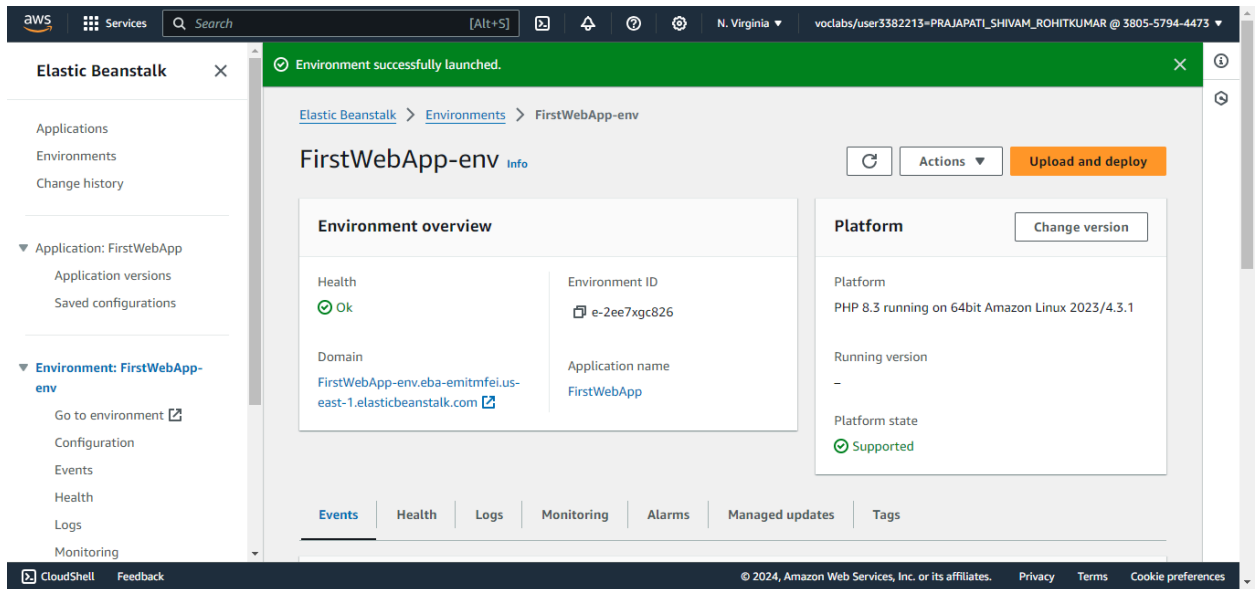 aws Services Search [Alt+S] N. Virginia ▼ voclabs/user3382213=PRAJAPATI_SHIVAM_ROHITKUMAR @ 3805-5794-4473 ▼
Elastic Beanstalk
Applications
Environments
Change history
Application: FirstWebApp
Application versions
Saved configurations
Environment: FirstWebApp-
env
Go to environment
Configuration
Events
Health
Logs
Monitoring
Environment successfully launched.
Elastic Beanstalk > Environments > FirstWebApp-env
FirstWebApp-env Info
Actions ▼ Upload and deploy
Environment overview
Health
Ok
Domain
FirstWebApp-env.eba-emitmfei.us-
east-1.elasticbeanstalk.com
Environment ID
e-2ee7xgc826
Application name
FirstWebApp
Platform
Change version
Platform
PHP 8.3 running on 64bit Amazon Linux 2023/4.3.1
Running version
–
Platform state
Supported
Events Health Logs Monitoring Alarms Managed updates Tags
CloudShell Feedback © 2024, Amazon Web Services, Inc. or its affiliates. Privacy Terms Cookie preferences